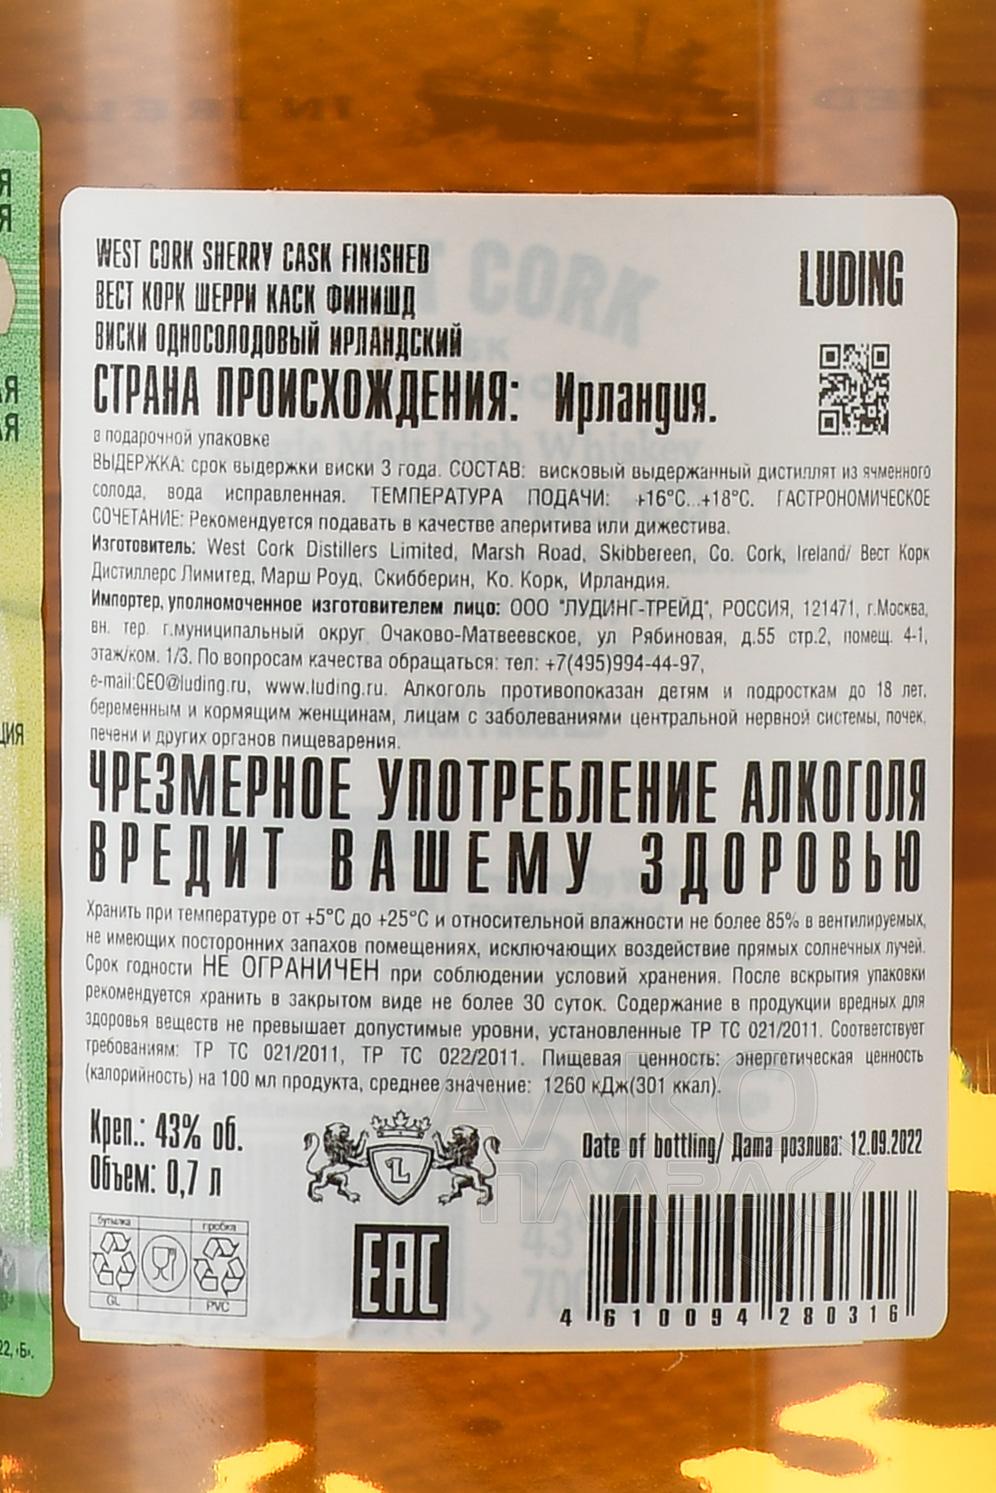 WEST CORK SHERRY CASK FINISHED
ВЕСТ КОРК ШЕРРИ КАСК ФИНИШД
ВИСКИ ОДНОСОЛОДОВЫЙ ИРЛАНДСКИЙ
LUDING
СТРАНА ПРОИСХОЖДЕНИЯ: Ирландия.
в подарочной упаковке
ВЫДЕРЖКА: срок выдержки виски 3 года. СОСТАВ: висковый выдержанный дистиллят из ячменного
солода, вода исправленная. ТЕМПЕРАТУРА ПОДАЧИ: +16°С...+18°С. ГАСТРОНОМИЧЕСКОЕ
СОЧЕТАНИЕ: Рекомендуется подавать в качестве аперитива или дижестива.
Изготовитель: West Cork Distillers Limited, Marsh Road, Skibbereen, Co. Cork, Ireland/ Вест Корк
Дистиллерс Лимитед, Марш Роуд, Скибберин, Ко. Корк, Ирландия.
Импортер, уполномоченное изготовителем лицо: ООО "ЛУДИНГ-ТРЕЙД", РОССИЯ, 121471, г.Москва,
вн. тер. г.муниципальный округ Очаково-Матвеевское, ул Рябиновая, д.55 стр.2, помещ. 4-1,
этаж/ком. 1/3. По вопросам качества обращаться: тел: +7(495)994-44-97,
e-mail:CEO@luding.ru, www.luding.ru. Алкоголь противопоказан детям и подросткам до 18 лет,
беременным и кормящим женщинам, лицам с заболеваниями центральной нервной системы, почек,
печени и других органов пищеварения.
ЧРЕЗМЕРНОЕ УПОТРЕБЛЕНИЕ АЛКОГОЛЯ
ВРЕДИТ ВАШЕМУ ЗДОРОВЬЮ
Хранить при температуре от +5°С до +25°С и относительной влажности не более 85% в вентилируемых,
не имеющих посторонних запахов помещениях, исключающих воздействие прямых солнечных лучей.
Срок годности НЕ ОГРАНИЧЕН при соблюдении условий хранения. После вскрытия упаковки
рекомендуется хранить в закрытом виде не более 30 суток. Содержание в продукции вредных для
здоровья веществ не превышает допустимые уровни, установленные ТР ТС 021/2011. Соответствует
требованиям: ТР ТС 021/2011, ТР ТС 022/2011. Пищевая ценность: энергетическая ценность
(калорийность) на 100 мл продукта, среднее значение: 1260 кДж(301 ккал).
Креп.: 43% об.
Объем: 0,7 л
L
Date of bottling/ Дата розлива: 12.09.2022
бутылка пробка
GL PVC
EAC
4 610094 280316
АЛКО
ПЛАЗА